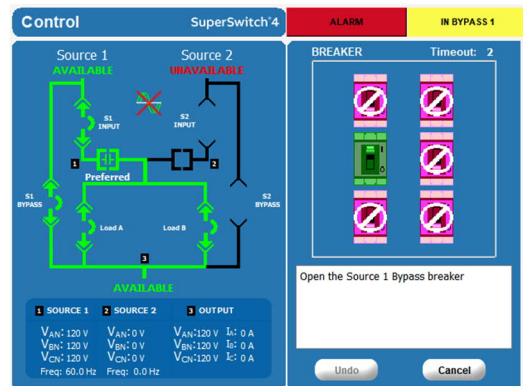 Control SuperSwitch®4 ALARM IN BYPASS 1
Source 1 Source 2
AVAILABLE UNAVAILABLE
S1 INPUT
S2 INPUT
1 2
Preferred
S1 BYPASS
S2 BYPASS
Load A Load B
3
AVAILABLE
1 SOURCE 1 2 SOURCE 2 3 OUTPUT
VAN: 120 V VAN: 0 V VAN:120 V IA: 0 A
VBN: 120 V VBN: 0 V VBN:120 V IB: 0 A
VCN: 120 V VCN: 0 V VCN:120 V IC: 0 A
Freq: 60.0 Hz Freq: 0.0 Hz
BREAKER Timeout: 2
Open the Source 1 Bypass breaker
Undo Cancel